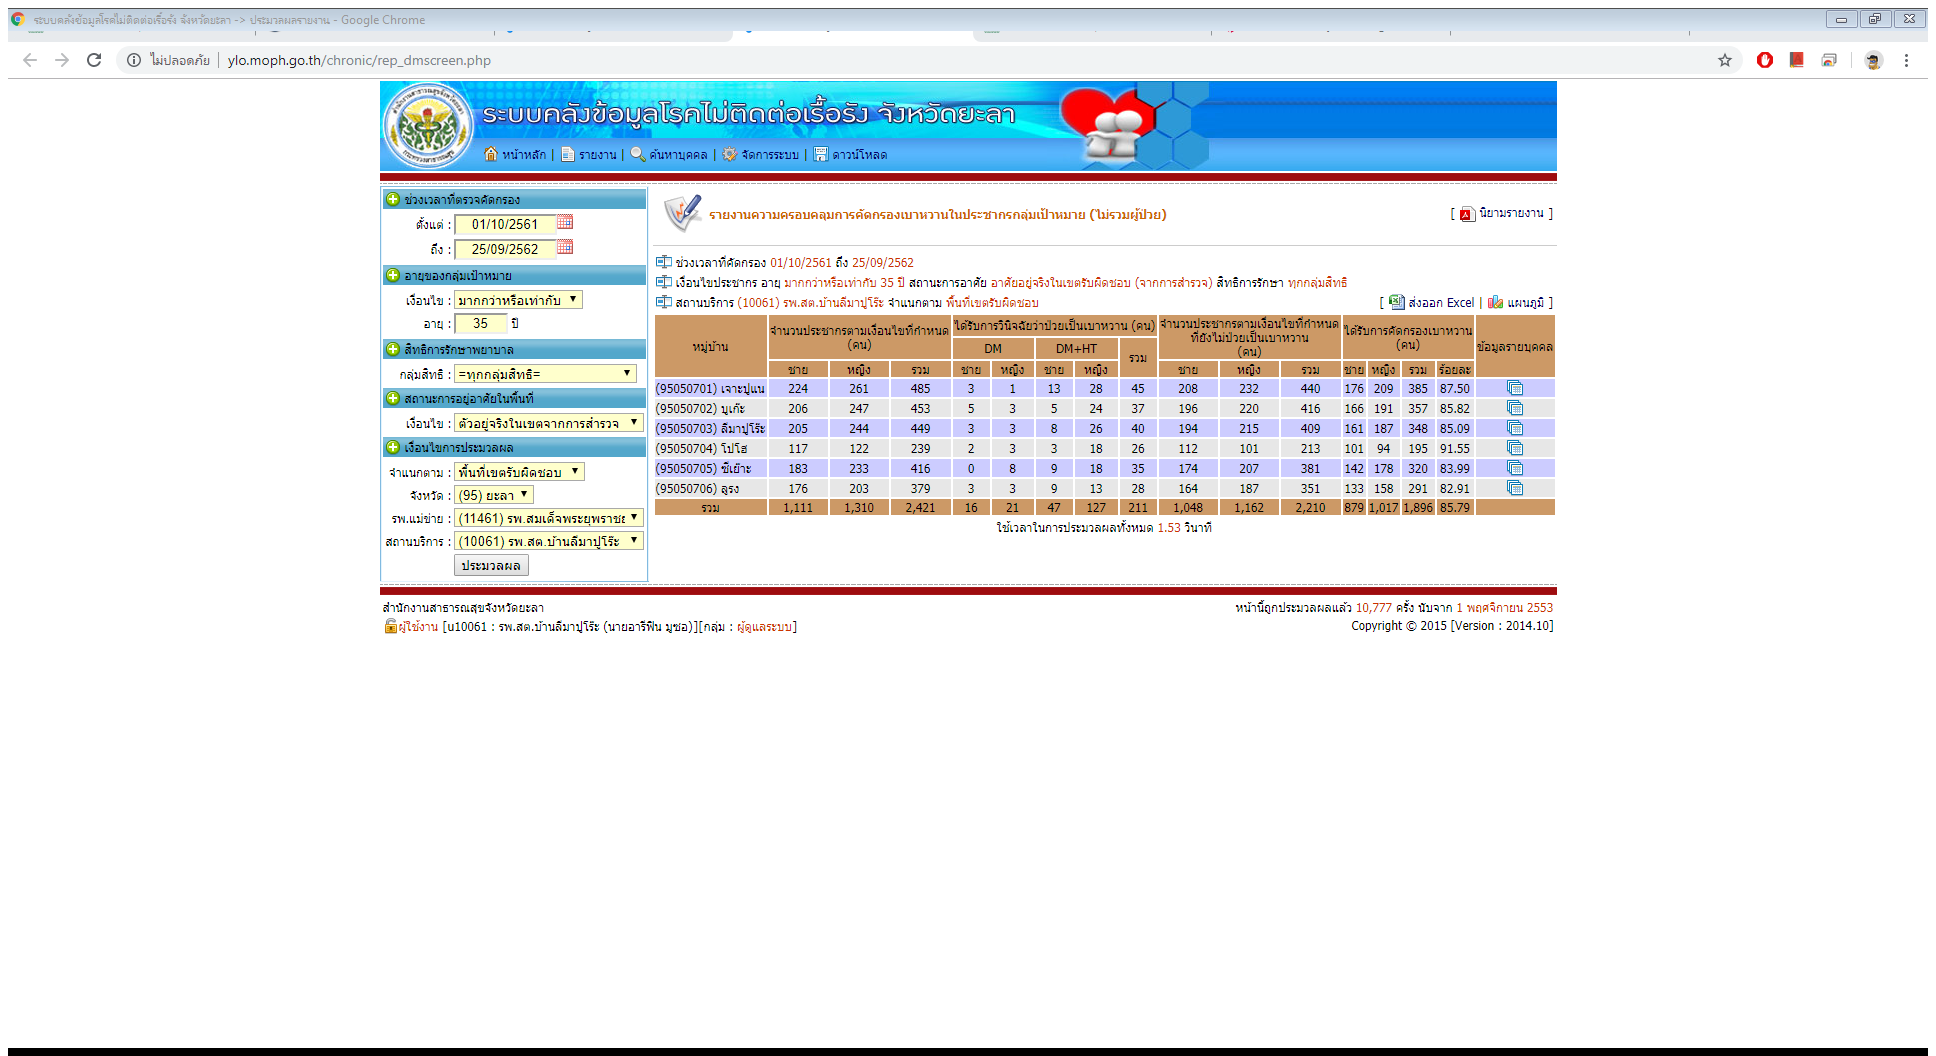 ระบบคลังข้อมูลโรคไม่ติดต่อเรื้อรัง จังหวัดยะลา -> ประมวลผลรายงาน - Google Chrome
ไม่ปลอดภัย | ylo.moph.go.th/chronic/rep_dmscreen.php
ระบบคลังข้อมูลโรคไม่ติดต่อเรื้อรัง จังหวัดยะลา
หน้าหลัก | รายงาน | ค้นหาบุคคล | จัดการระบบ | ดาวน์โหลด
ช่วงเวลาที่ตรวจคัดกรอง
ตั้งแต่ : 01/10/2561
ถึง : 25/09/2562
อายุของกลุ่มเป้าหมาย
เงื่อนไข : มากกว่าหรือเท่ากับ
อายุ : 35 ปี
สิทธิการรักษาพยาบาล
กลุ่มสิทธิ : =ทุกกลุ่มสิทธิ=
สถานะการอยู่อาศัยในพื้นที่
เงื่อนไข : ตัวอยู่จริงในเขตจากการสำรวจ
เงื่อนไขการประมวลผล
จำแนกตาม : พื้นที่เขตรับผิดชอบ
จังหวัด : (95) ยะลา
รพ.แม่ข่าย : (11461) รพ.สมเด็จพระยุพราช
สถานบริการ : (10061) รพ.สต.บ้านลีมาปูโร๊ะ
ประมวลผล
รายงานความครอบคลุมการคัดกรองเบาหวานในประชากรกลุ่มเป้าหมาย (ไม่รวมผู้ป่วย)
[ นิยามรายงาน ]
ช่วงเวลาที่คัดกรอง 01/10/2561 ถึง 25/09/2562
เงื่อนไขประชากร อายุ มากกว่าหรือเท่ากับ 35 ปี สถานะการอาศัย อาศัยอยู่จริงในเขตรับผิดชอบ (จากการสำรวจ) สิทธิการรักษา ทุกกลุ่มสิทธิ
สถานบริการ (10061) รพ.สต.บ้านลีมาปูโร๊ะ จำแนกตาม พื้นที่เขตรับผิดชอบ
[ ส่งออก Excel | แผนภูมิ ]
หมู่บ้าน จำนวนประชากรตามเงื่อนไขที่กำหนด (คน) ได้รับการวินิจฉัยว่าป่วยเป็นเบาหวาน (คน) จำนวนประชากรตามเงื่อนไขที่กำหนด ที่ยังไม่ป่วยเป็นเบาหวาน (คน) ได้รับการคัดกรองเบาหวาน (คน) ข้อมูลรายบุคคล
DM DM+HT รวม
ชาย หญิง รวม ชาย หญิง ชาย หญิง ชาย หญิง รวม ชาย หญิง รวม ร้อยละ
(95050701) เจาะปูแน 224 261 485 3 1 13 28 45 208 232 440 176 209 385 87.50
(95050702) บูเก๊ะ 206 247 453 5 3 5 24 37 196 220 416 166 191 357 85.82
(95050703) ลีมาปูโร๊ะ 205 244 449 3 3 8 26 40 194 215 409 161 187 348 85.09
(95050704) โปโฮ 117 122 239 2 3 3 18 26 112 101 213 101 94 195 91.55
(95050705) ซีเย๊าะ 183 233 416 0 8 9 18 35 174 207 381 142 178 320 83.99
(95050706) ลูรง 176 203 379 3 3 9 13 28 164 187 351 133 158 291 82.91
รวม 1,111 1,310 2,421 16 21 47 127 211 1,048 1,162 2,210 879 1,017 1,896 85.79
ใช้เวลาในการประมวลผลทั้งหมด 1.53 วินาที
สำนักงานสาธารณสุขจังหวัดยะลา
หน้านี้ถูกประมวลผลแล้ว 10,777 ครั้ง นับจาก 1 พฤศจิกายน 2553
ผู้ใช้งาน [u10061 : รพ.สต.บ้านลีมาปูโร๊ะ (นายอารีฟิน มูซอ)][กลุ่ม : ผู้ดูแลระบบ]
Copyright © 2015 [Version : 2014.10]